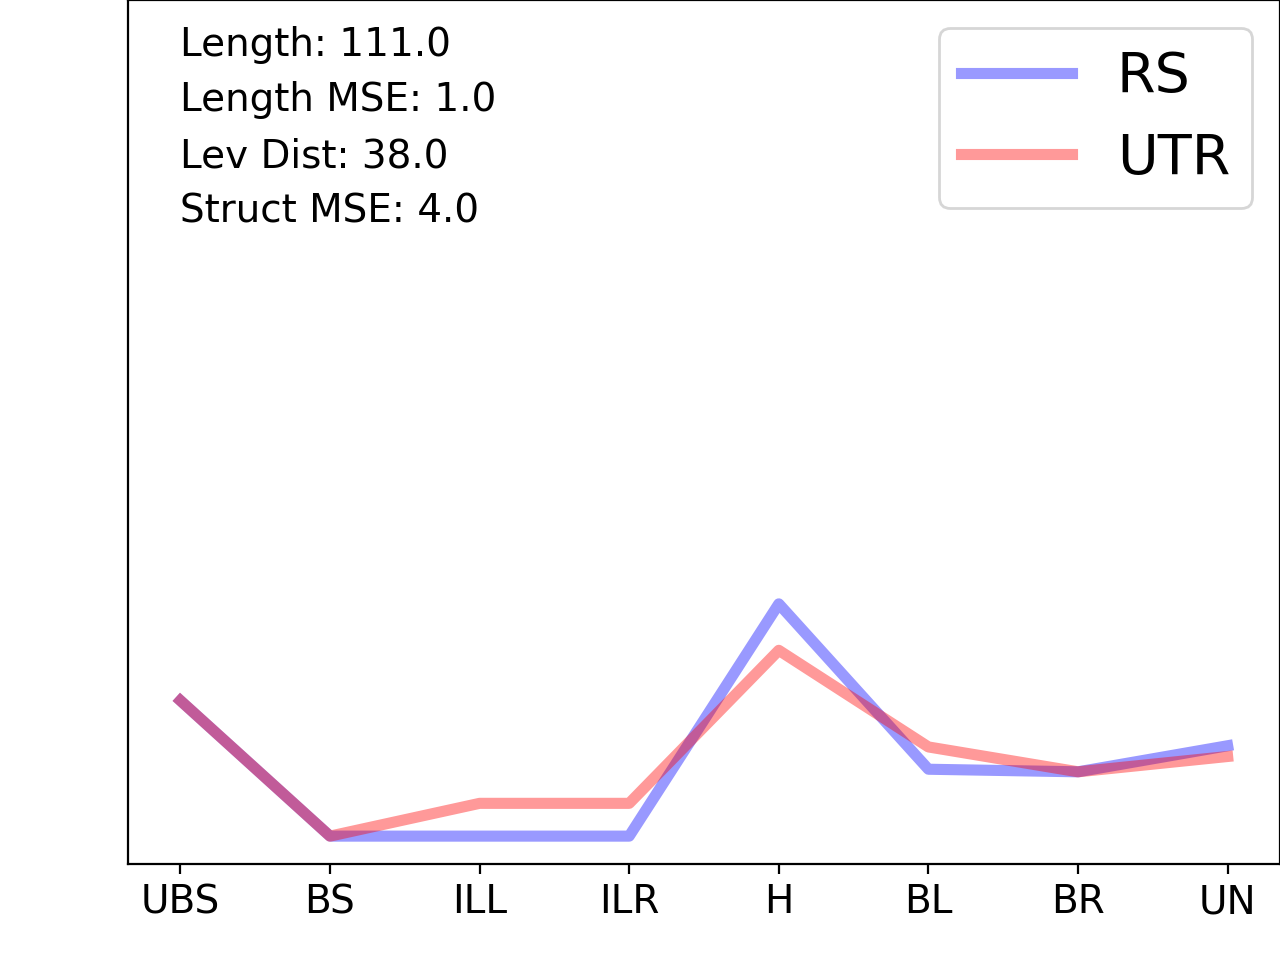 Length: 111.0
Length MSE: 1.0
Lev Dist: 38.0
Struct MSE: 4.0
RS
UTR
UBS BS ILL ILR H BL BR UN